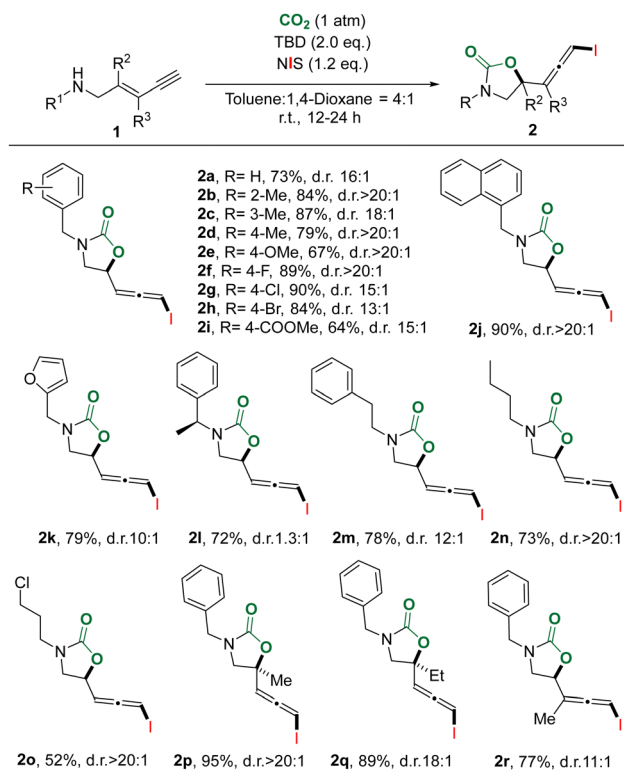 CO2 (1 atm)
TBD (2.0 eq.)
NIS (1.2 eq.)
Toluene:1,4-Dioxane = 4:1
r.t., 12-24 h
H
N
R1
R2
R3
1
O
O
N
R
R2
R3
I
2
R
N
O
O
I
2a, R= H, 73%, d.r. 16:1
2b, R= 2-Me, 84%, d.r.>20:1
2c, R= 3-Me, 87%, d.r. 18:1
2d, R= 4-Me, 79%, d.r.>20:1
2e, R= 4-OMe, 67%, d.r.>20:1
2f, R= 4-F, 89%, d.r.>20:1
2g, R= 4-Cl, 90%, d.r. 15:1
2h, R= 4-Br, 84%, d.r. 13:1
2i, R= 4-COOMe, 64%, d.r. 15:1
N
O
O
I
2j, 90%, d.r.>20:1
O
N
O
O
I
2k, 79%, d.r.10:1
N
O
O
I
2l, 72%, d.r.1.3:1
N
O
O
I
2m, 78%, d.r. 12:1
N
O
O
I
2n, 73%, d.r.>20:1
Cl
N
O
O
I
2o, 52%, d.r.>20:1
N
O
O
Me
I
2p, 95%, d.r.>20:1
N
O
O
Et
I
2q, 89%, d.r.18:1
N
O
O
Me
I
2r, 77%, d.r.11:1